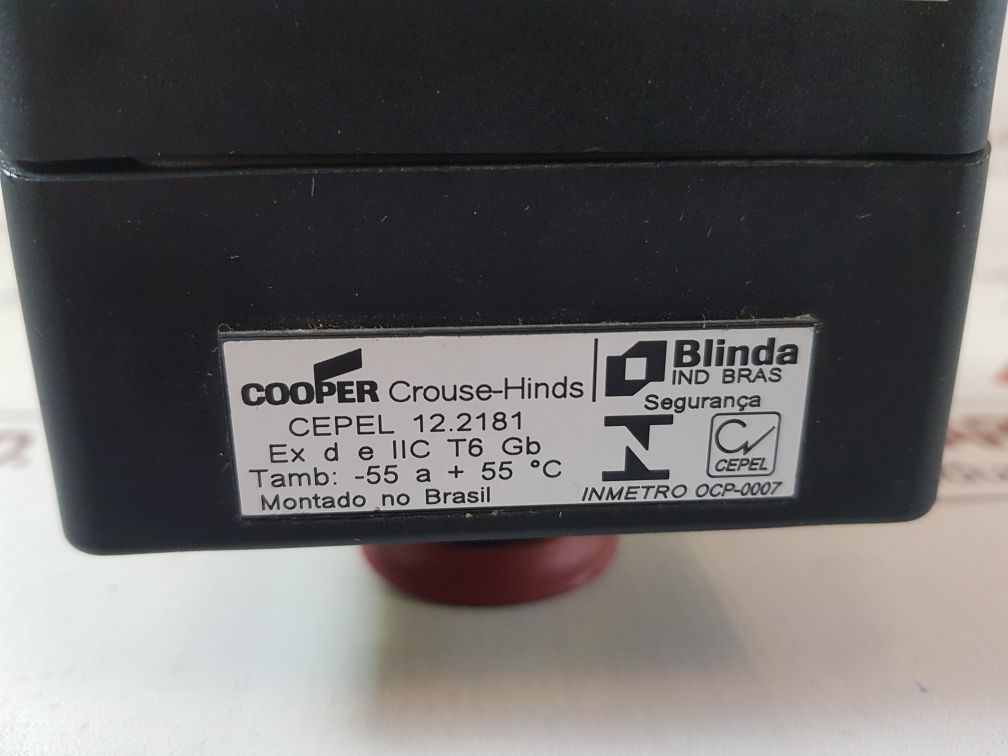 COOPER Crouse-Hinds
CEPEL 12.2181
Ex d e IIC T6 Gb
Tamb: -55 a + 55 °C
Montado no Brasil
Blinda
IND BRAS
Segurança
CEPEL
INMETRO OCP-0007